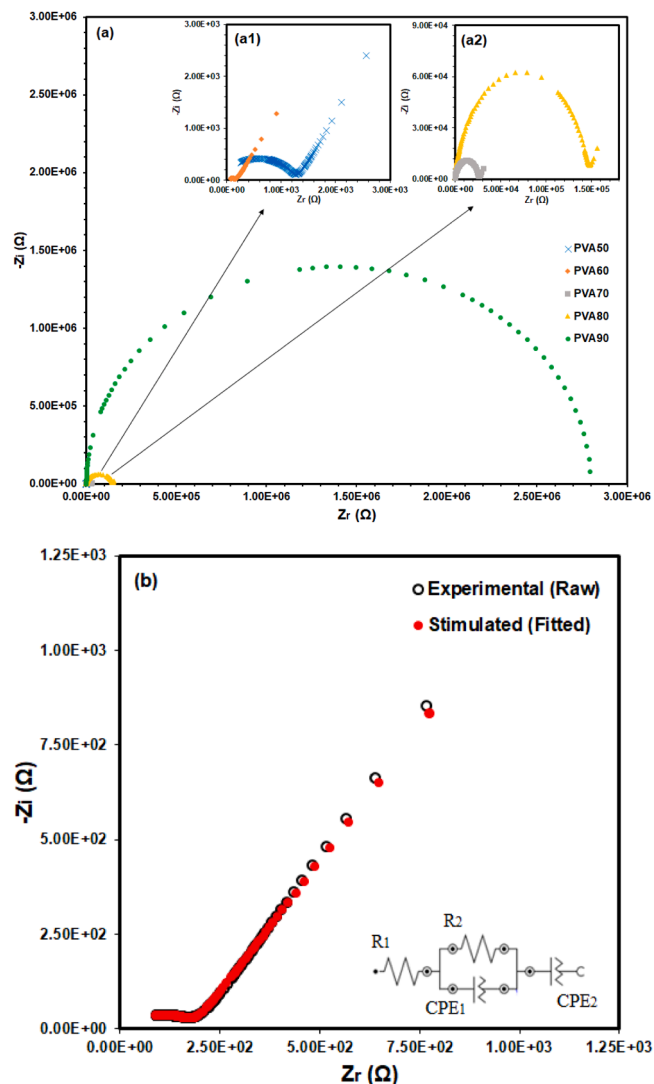 (a)
3.00E+06
2.50E+06
2.00E+06
1.50E+06
1.00E+06
5.00E+05
0.00E+00
-Zi (Ω)
0.00E+00 5.00E+05 1.00E+06 1.50E+06 2.00E+06 2.50E+06 3.00E+06
Zr (Ω)
(a1)
3.00E+03
2.00E+03
1.00E+03
0.00E+00
-Zi (Ω)
0.00E+00 1.00E+03 2.00E+03 3.00E+03
Zr (Ω)
(a2)
9.00E+04
6.00E+04
3.00E+04
0.00E+00
-Zi (Ω)
0.00E+00 5.00E+04 1.00E+05 1.50E+05
Zr (Ω)
PVA50
PVA60
PVA70
PVA80
PVA90
(b)
1.25E+03
1.00E+03
7.50E+02
5.00E+02
2.50E+02
0.00E+00
-Zi (Ω)
Experimental (Raw)
Stimulated (Fitted)
R1
R2
CPE1
CPE2
0.00E+00 2.50E+02 5.00E+02 7.50E+02 1.00E+03 1.25E+03
Zr (Ω)